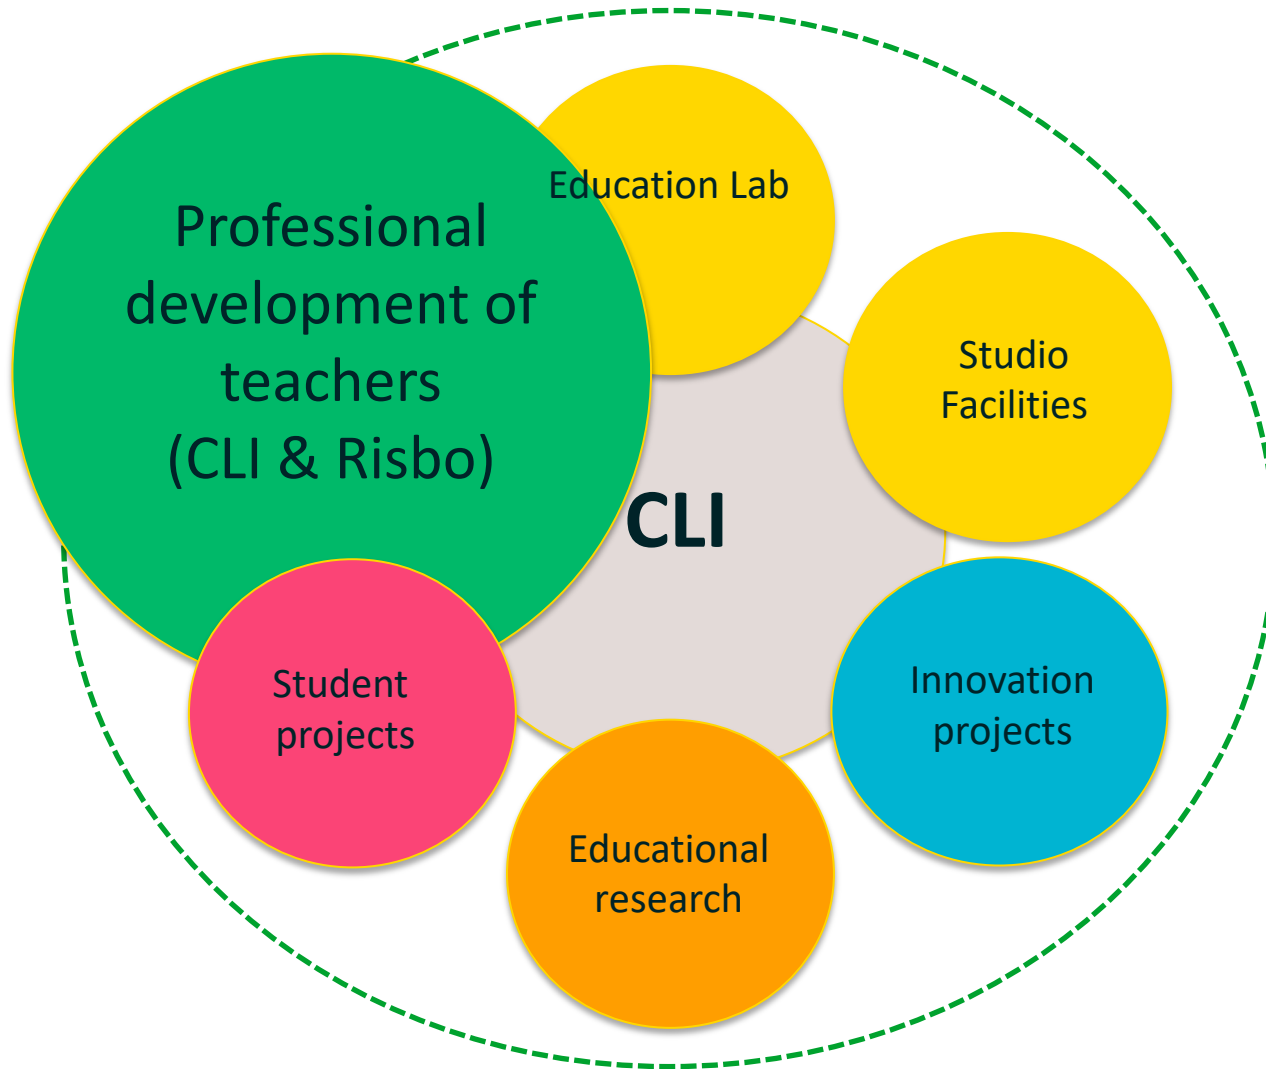 Professional
development of
teachers
(CLI & Risbo)
Education Lab
Studio
Facilities
CLI
Innovation
projects
Student
projects
Educational
research